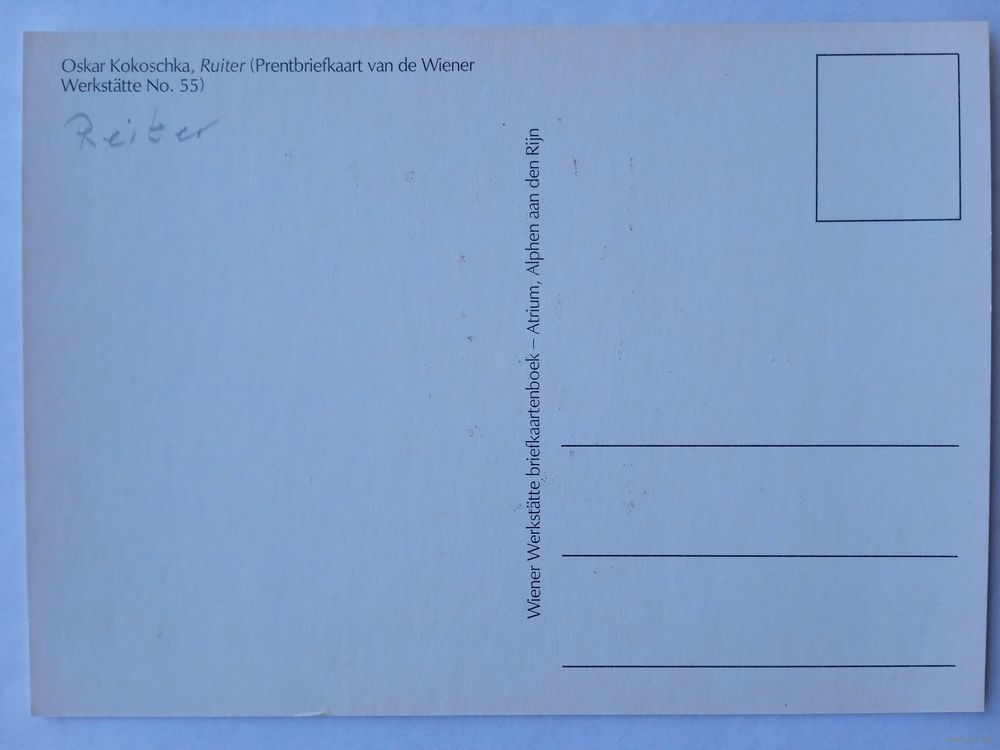 Oskar Kokoschka, Ruiter (Prentbriefkaart van de Wiener
Werkstätte No. 55)
Reiter
Wiener Werkstätte briefkaartenboek – Atrium, Alphen aan den Rijn